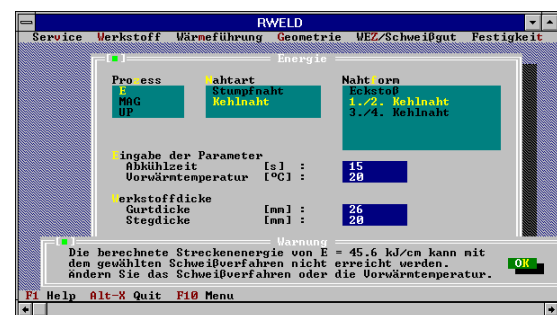 RWELD
Service Werkstoff Wärmeführung Geometrie WEZ/Schweißgut Festigkeit
Energie
Prozess Nahtart Nahtform
E Stumpfnaht Eckstoß
MAG Kehlnaht 1./2. Kehlnaht
UP 3./4. Kehlnaht
Eingabe der Parameter
Abkühlzeit [s] : 15
Vorwärmtemperatur [ºC] : 20
Werkstoffdicke
Gurtdicke [mm] : 26
Stegdicke [mm] : 20
Warnung
Die berechnete Streckenenergie von E = 45.6 kJ/cm kann mit
dem gewählten Schweißverfahren nicht erreicht werden. OK
Ändern Sie das Schweißverfahren oder die Vorwärmtemperatur.
F1 Help Alt-X Quit F10 Menu